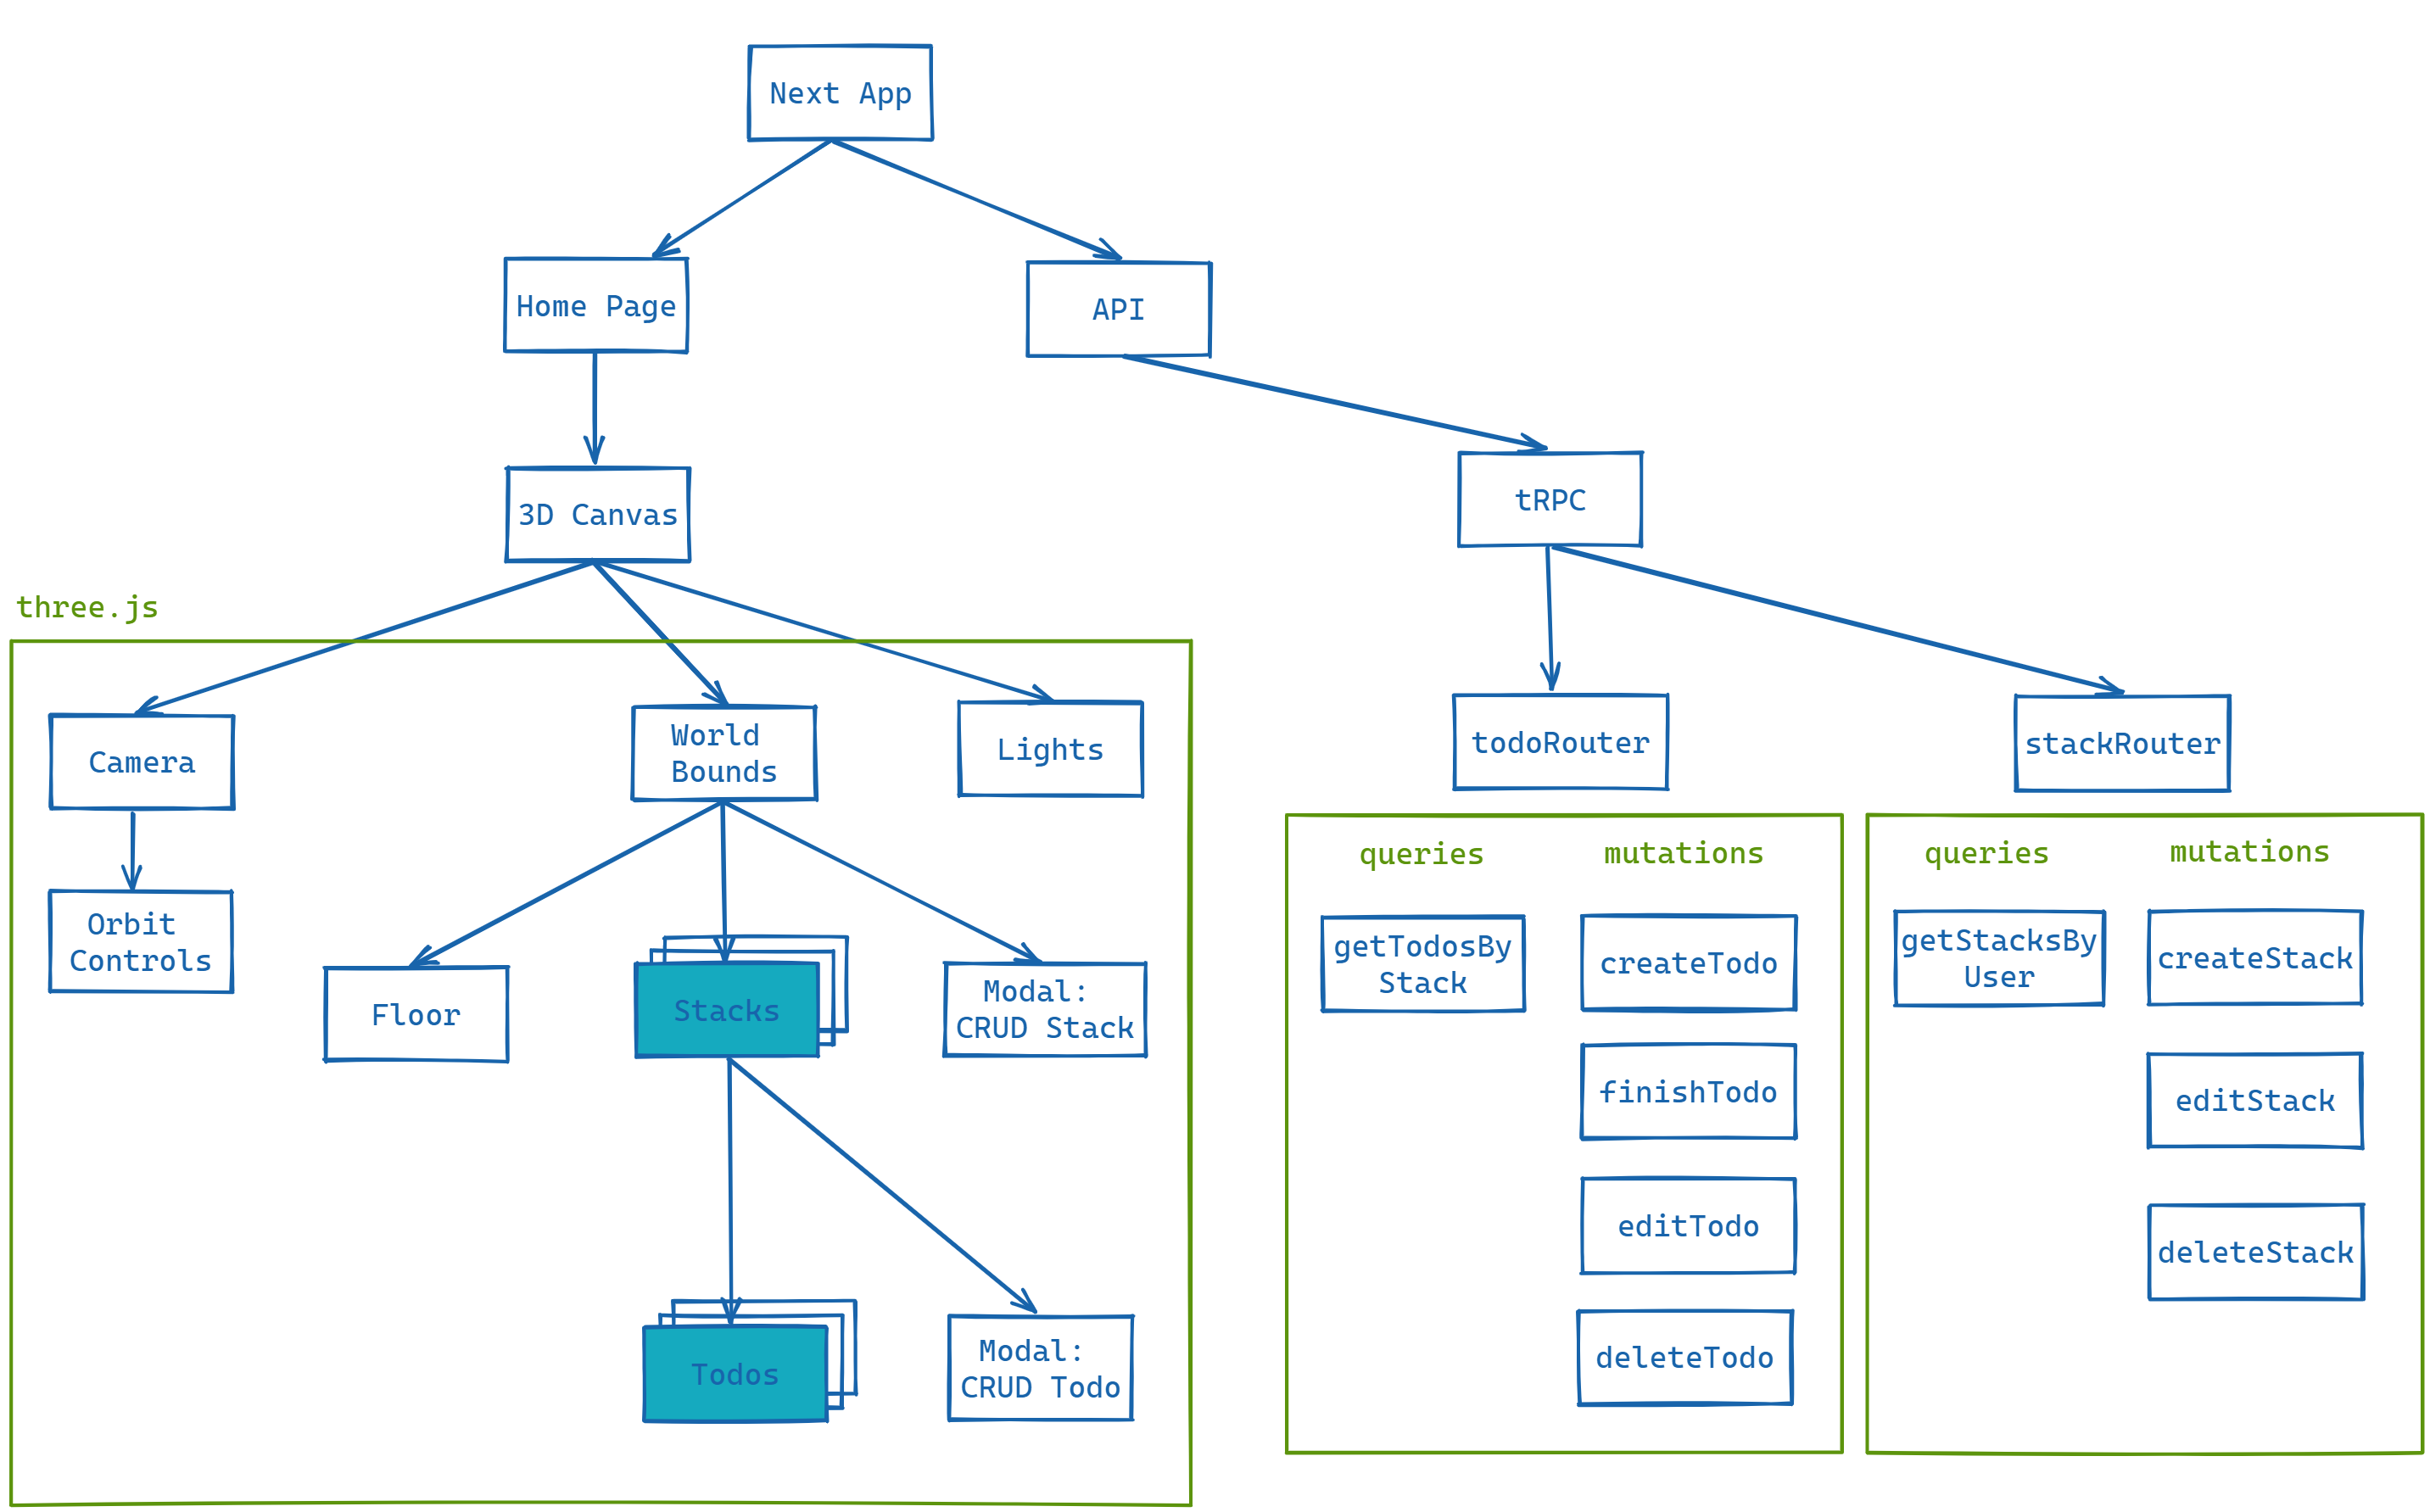 Next App
Home Page
API
3D Canvas
tRPC
three.js
Camera
World
Bounds
Lights
todoRouter
stackRouter
Orbit
Controls
Floor
Stacks
Modal:
CRUD Stack
Todos
Modal:
CRUD Todo
queries
mutations
getTodosBy
Stack
createTodo
finishTodo
editTodo
deleteTodo
queries
mutations
getStacksBy
User
createStack
editStack
deleteStack